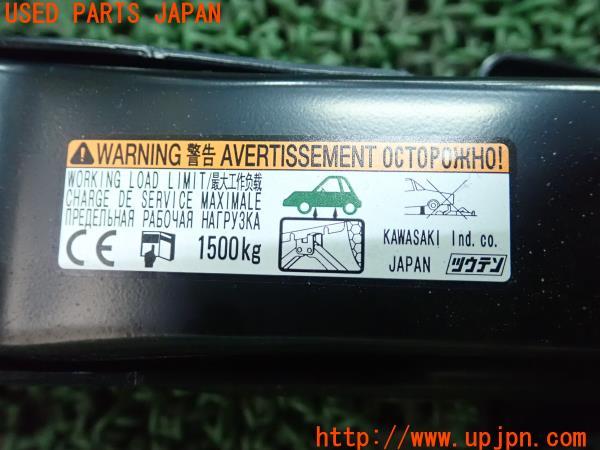 USED PARTS JAPAN
WARNING 警告 AVERTISSEMENT ОСТОРОЖНО!
WORKING LOAD LIMIT/最大工作负载
CHARGE DE SERVICE MAXIMALE
ПРЕДЕЛЬНАЯ РАБОЧАЯ НАГРУЗКА
CE 1500kg
KAWASAKI Ind. co.
JAPAN ツウテン
http://www.upjpn.com/